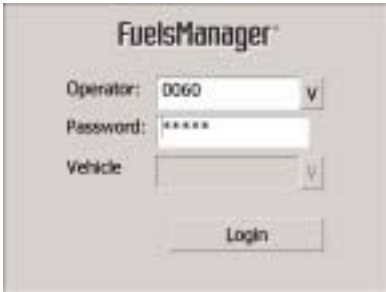 FuelsManager
Operator: 0060 V
Password: *****
Vehicle V
Login